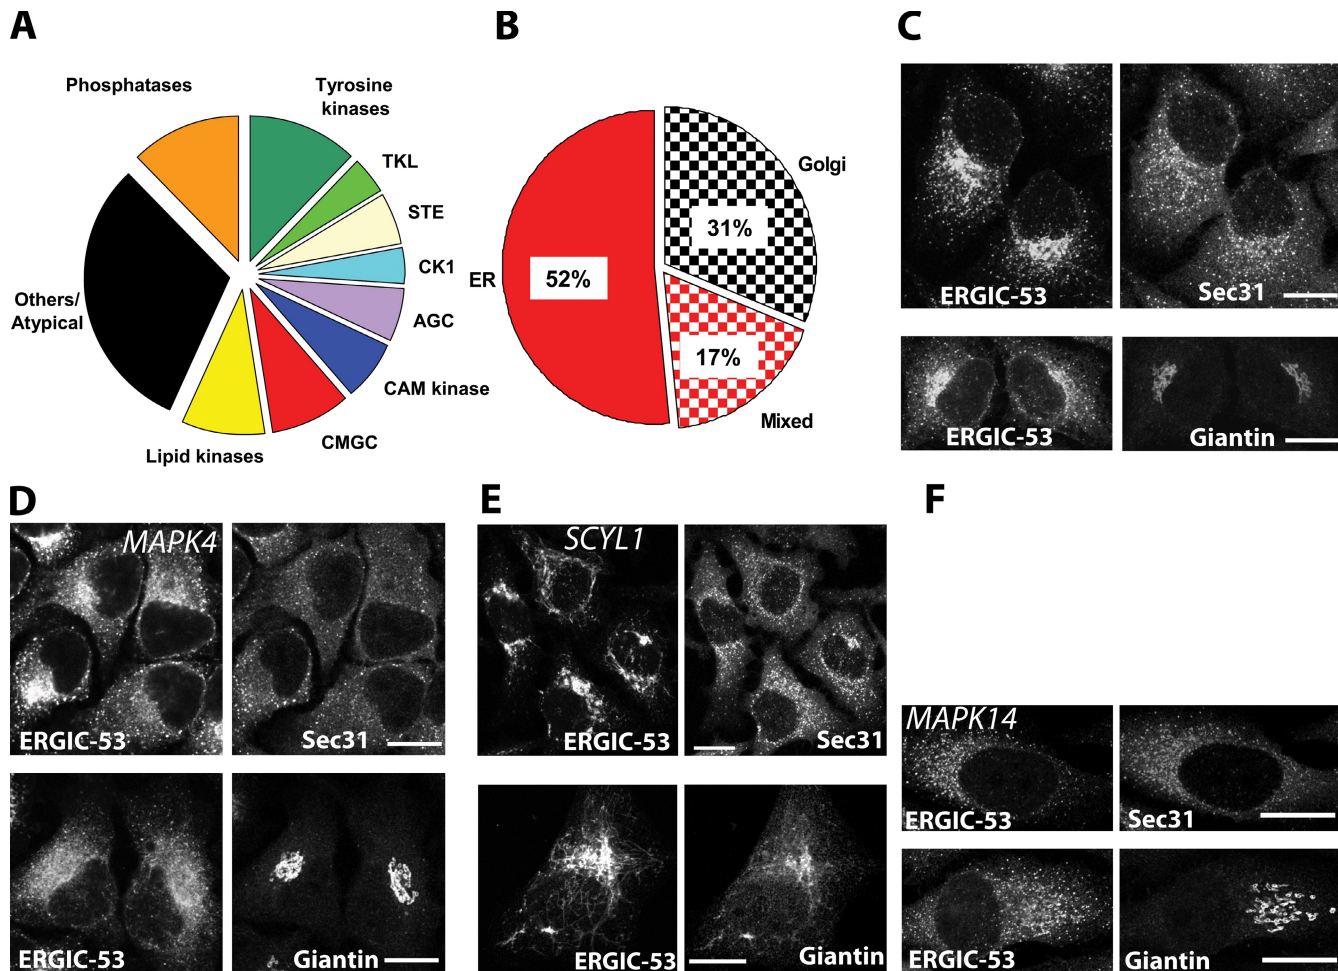 A
B
C
Phosphatases
Tyrosine
kinases
TKL
STE
CK1
AGC
CAM kinase
CMGC
Lipid kinases
Others/
Atypical
Golgi
31%
ER
52%
17%
Mixed
ERGIC-53
Sec31
ERGIC-53
Giantin
D
E
F
MAPK4
ERGIC-53
Sec31
ERGIC-53
Giantin
SCYL1
ERGIC-53
Sec31
ERGIC-53
Giantin
MAPK14
ERGIC-53
Sec31
ERGIC-53
Giantin